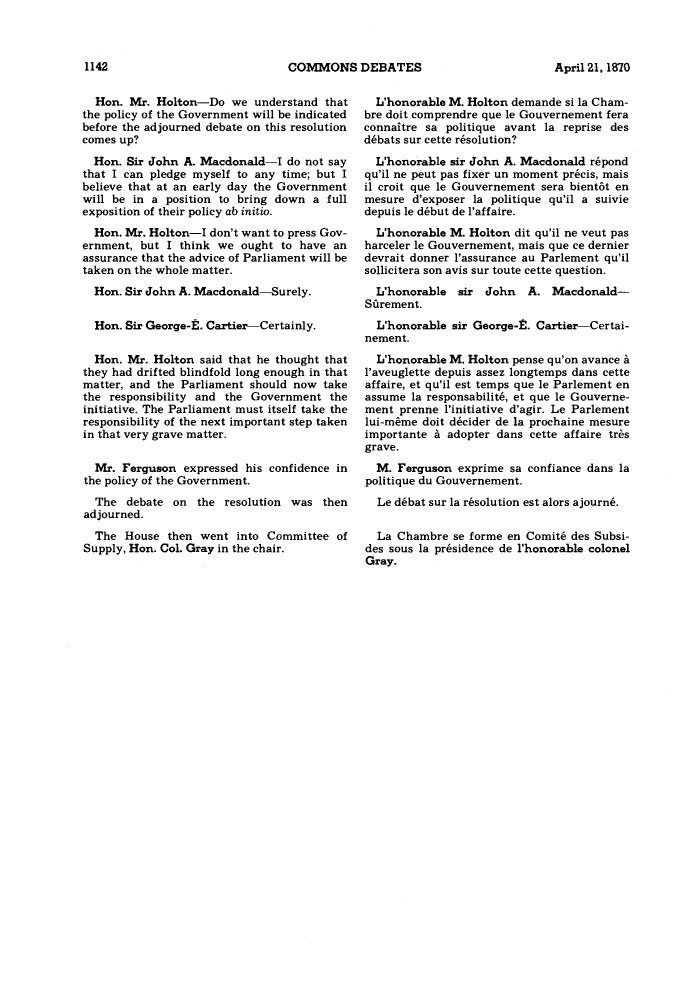 1142
COMMONS DEBATES
April 21, 1870
Hon. Mr. Holton—Do we understand that
the policy of the Government will be indicated
before the adjourned debate on this resolution
comes up?
Hon. Sir John A. Macdonald—I do not say
that I can pledge myself to any time; but I
believe that at an early day the Government
will be in a position to bring down a full
exposition of their policy ab initio.
Hon. Mr. Holton—I don't want to press Gov-
ernment, but I think we ought to have an
assurance that the advice of Parliament will be
taken on the whole matter.
Hon. Sir John A. Macdonald—Surely.
Hon. Sir George-É. Cartier—Certainly.
Hon. Mr. Holton said that he thought that
they had drifted blindfold long enough in that
matter, and the Parliament should now take
the responsibility and the Government the
initiative. The Parliament must itself take the
responsibility of the next important step taken
in that very grave matter.
Mr. Ferguson expressed his confidence in
the policy of the Government.
The debate on the resolution was then
adjourned.
The House then went into Committee of
Supply, Hon. Col. Gray in the chair.
L'honorable M. Holton demande si la Cham-
bre doit comprendre que le Gouvernement fera
connaître sa politique avant la reprise des
débats sur cette résolution?
L'honorable sir John A. Macdonald répond
qu'il ne peut pas fixer un moment précis, mais
il croit que le Gouvernement sera bientôt en
mesure d'exposer la politique qu'il a suivie
depuis le début de l'affaire.
L'honorable M. Holton dit qu'il ne veut pas
harceler le Gouvernement, mais que ce dernier
devrait donner l'assurance au Parlement qu'il
sollicitera son avis sur toute cette question.
L'honorable sir John A. Macdonald—
Sûrement.
L'honorable sir George-É. Cartier—Certai-
nement.
L'honorable M. Holton pense qu'on avance à
l'aveuglette depuis assez longtemps dans cette
affaire, et qu'il est temps que le Parlement en
assume la responsabilité, et que le Gouverne-
ment prenne l'initiative d'agir. Le Parlement
lui-même doit décider de la prochaine mesure
importante à adopter dans cette affaire très
grave.
M. Ferguson exprime sa confiance dans la
politique du Gouvernement.
Le débat sur la résolution est alors ajourné.
La Chambre se forme en Comité des Subsi-
des sous la présidence de l'honorable colonel
Gray.